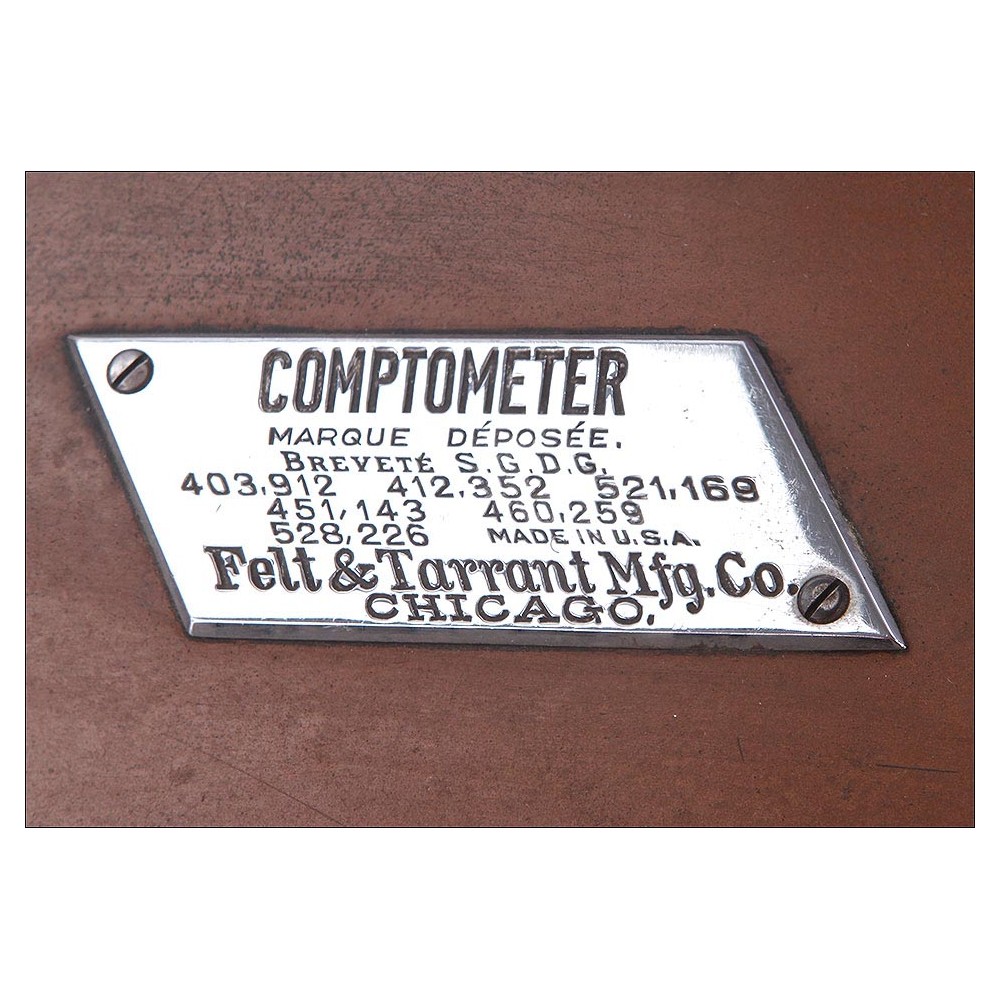 COMPTOMETER
MARQUE DÉPOSÉE.
BREVETÉ S.G.D.G.
403,912 412,352 521,169
451,143 460,259
528,226 MADE IN U.S.A.
Felt & Tarrant Mfg. Co.
CHICAGO.